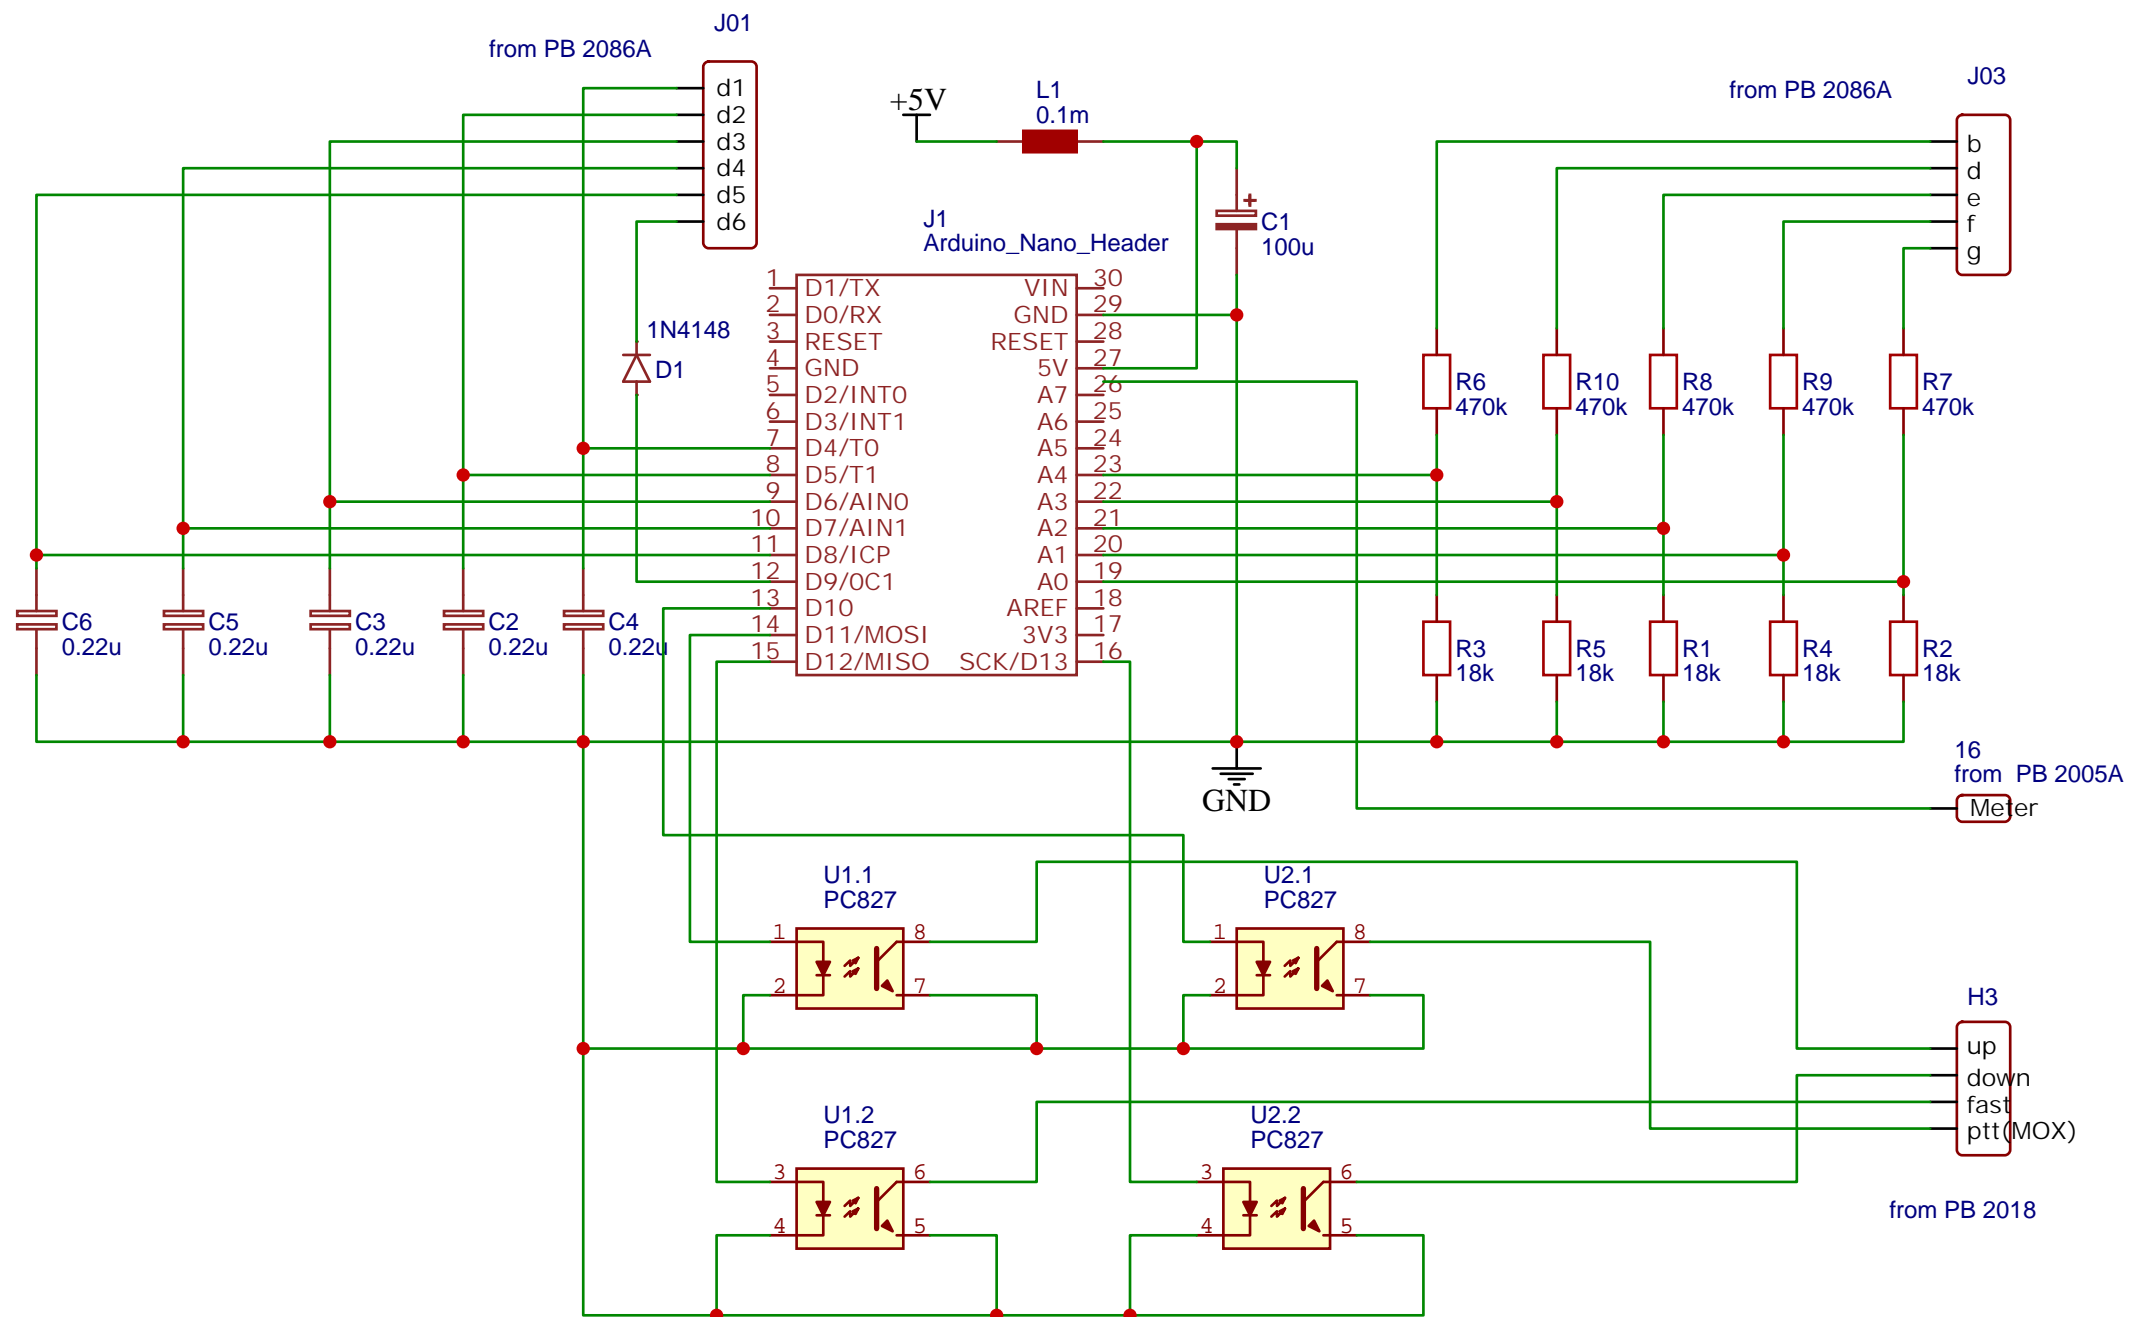 J01
from PB 2086A
d1
d2
d3
d4
d5
d6
+5V
L1
0.1m
+
C1
100u
from PB 2086A
J03
b
d
e
f
g
J1
Arduino_Nano_Header
1N4148
D1
1 D1/TX VIN 30
2 D0/RX GND 29
3 RESET RESET 28
4 GND 5V 27
5 D2/INT0 A7 26
6 D3/INT1 A6 25
7 D4/T0 A5 24
8 D5/T1 A4 23
9 D6/AIN0 A3 22
10 D7/AIN1 A2 21
11 D8/ICP A1 20
12 D9/0C1 A0 19
13 D10 AREF 18
14 D11/MOSI 3V3 17
15 D12/MISO SCK/D13 16
R6
470k
R10
470k
R8
470k
R9
470k
R7
470k
C6
0.22u
C5
0.22u
C3
0.22u
C2
0.22u
C4
0.22u
R3
18k
R5
18k
R1
18k
R4
18k
R2
18k
GND
16
from PB 2005A
Meter
U1.1
PC827
1 8
2 7
U2.1
PC827
1 8
2 7
H3
up
down
fast
ptt(MOX)
U1.2
PC827
3 6
4 5
U2.2
PC827
3 6
4 5
from PB 2018